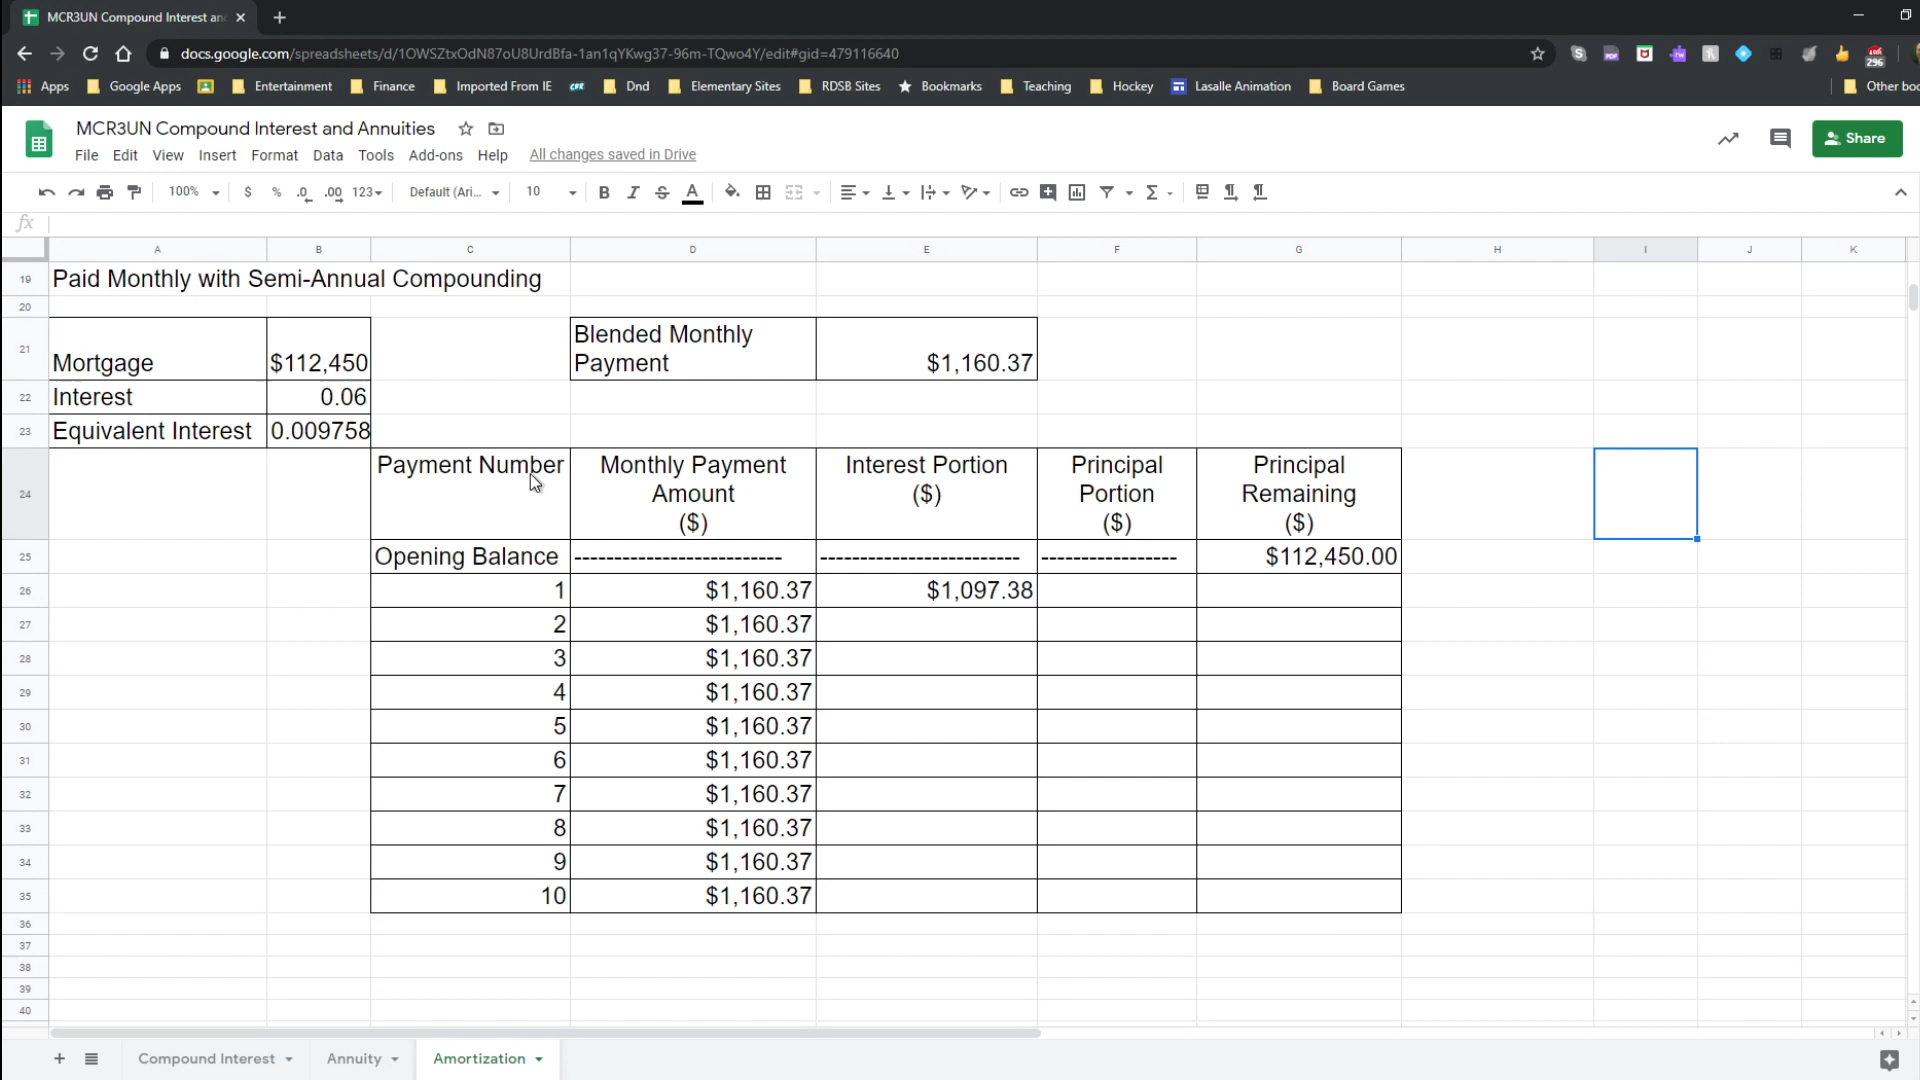 MCR3UN Compound Interest and
docs.google.com/spreadsheets/d/1OWSZtxOdN87oU8UrdBfa-1an1qYKwg37-96m-TQwo4Y/edit#gid=479116640
296
Apps Google Apps Entertainment Finance Imported From IE Dnd Elementary Sites RDSB Sites Bookmarks Teaching Hockey Lasalle Animation Board Games Other boo
MCR3UN Compound Interest and Annuities
Share
File Edit View Insert Format Data Tools Add-ons Help All changes saved in Drive
100% $ % .0 .00 123 Default (Ari... 10 B I S A
fx
A B C D E F G H I J K
19 Paid Monthly with Semi-Annual Compounding
20
21 Mortgage $112,450 Blended Monthly Payment $1,160.37
22 Interest 0.06
23 Equivalent Interest 0.009758
24 Payment Number Monthly Payment Amount ($) Interest Portion ($) Principal Portion ($) Principal Remaining ($)
25 Opening Balance -------------------------- ------------------------- ----------------- $112,450.00
26 1 $1,160.37 $1,097.38
27 2 $1,160.37
28 3 $1,160.37
29 4 $1,160.37
30 5 $1,160.37
31 6 $1,160.37
32 7 $1,160.37
33 8 $1,160.37
34 9 $1,160.37
35 10 $1,160.37
36
37
38
39
40
Compound Interest Annuity Amortization